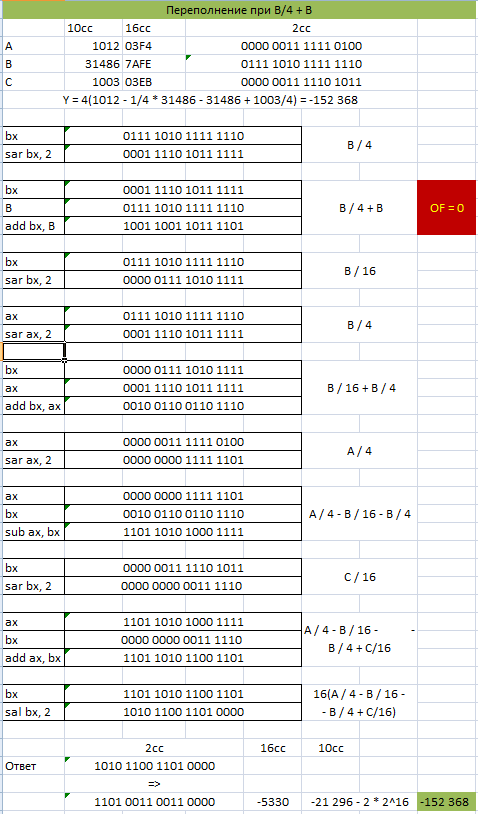 Переполнение при B/4 + B
10cc 16cc 2cc
A 1012 03F4 0000 0011 1111 0100
B 31486 7AFE 0111 1010 1111 1110
C 1003 03EB 0000 0011 1110 1011
Y = 4(1012 - 1/4 * 31486 - 31486 + 1003/4) = -152 368
bx 0111 1010 1111 1110
B / 4
sar bx, 2 0001 1110 1011 1111
bx 0001 1110 1011 1111
B 0111 1010 1111 1110 B / 4 + B OF = 0
add bx, B 1001 1001 1011 1101
bx 0111 1010 1111 1110
B / 16
sar bx, 2 0000 0111 1010 1111
ax 0111 1010 1111 1110
B / 4
sar ax, 2 0001 1110 1011 1111
bx 0000 0111 1010 1111
ax 0001 1110 1011 1111 B / 16 + B / 4
add bx, ax 0010 0110 0110 1110
ax 0000 0011 1111 0100
A / 4
sar ax, 2 0000 0000 1111 1101
ax 0000 0000 1111 1101
bx 0010 0110 0110 1110 A / 4 - B / 16 - B / 4
sub ax, bx 1101 1010 1000 1111
bx 0000 0011 1110 1011
C / 16
sar bx, 2 0000 0000 0011 1110
ax 1101 1010 1000 1111
A / 4 - B / 16 - -
bx 0000 0000 0011 1110
B / 4 + C/16
add ax, bx 1101 1010 1100 1101
bx 1101 1010 1100 1101 16(A / 4 - B / 16 -
sal bx, 2 1010 1100 1101 0000 - B / 4 + C/16)
2cc 16cc 10cc
Ответ 1010 1100 1101 0000
=>
1101 0011 0011 0000 -5330 -21 296 - 2 * 2^16 -152 368